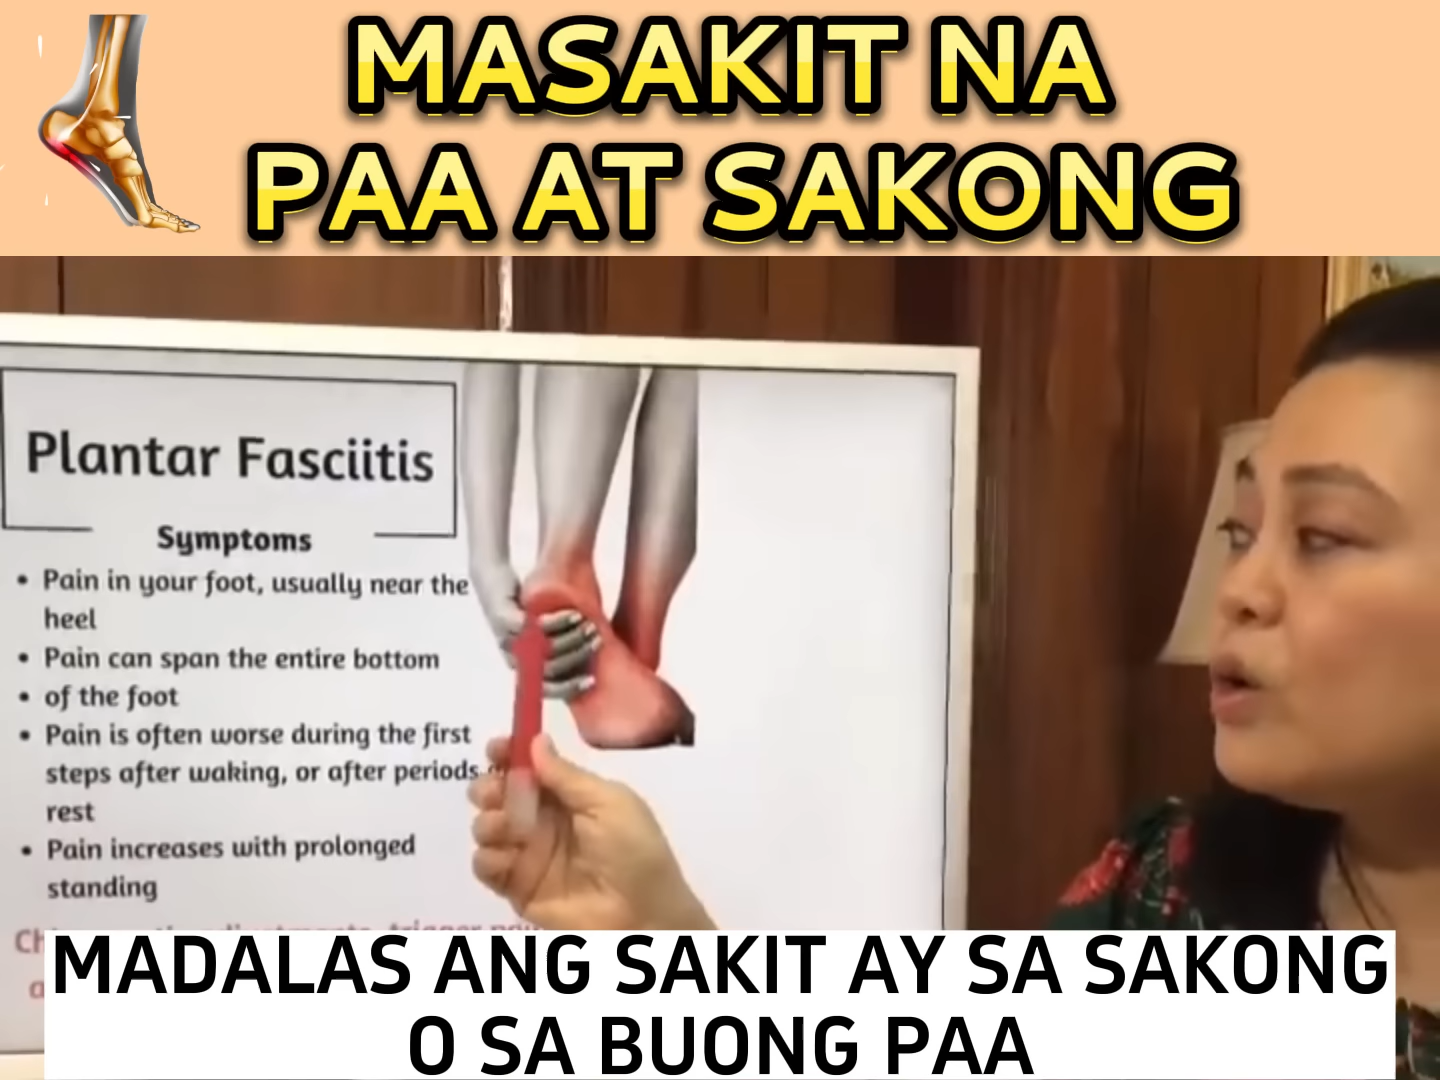 MASAKIT NA
PAA AT SAKONG
Plantar Fasciitis
Symptoms
• Pain in your foot, usually near the
heel
• Pain can span the entire bottom
• of the foot
• Pain is often worse during the first
steps after waking, or after periods
rest
• Pain increases with prolonged
standing
MADALAS ANG SAKIT AY SA SAKONG
O SA BUONG PAA